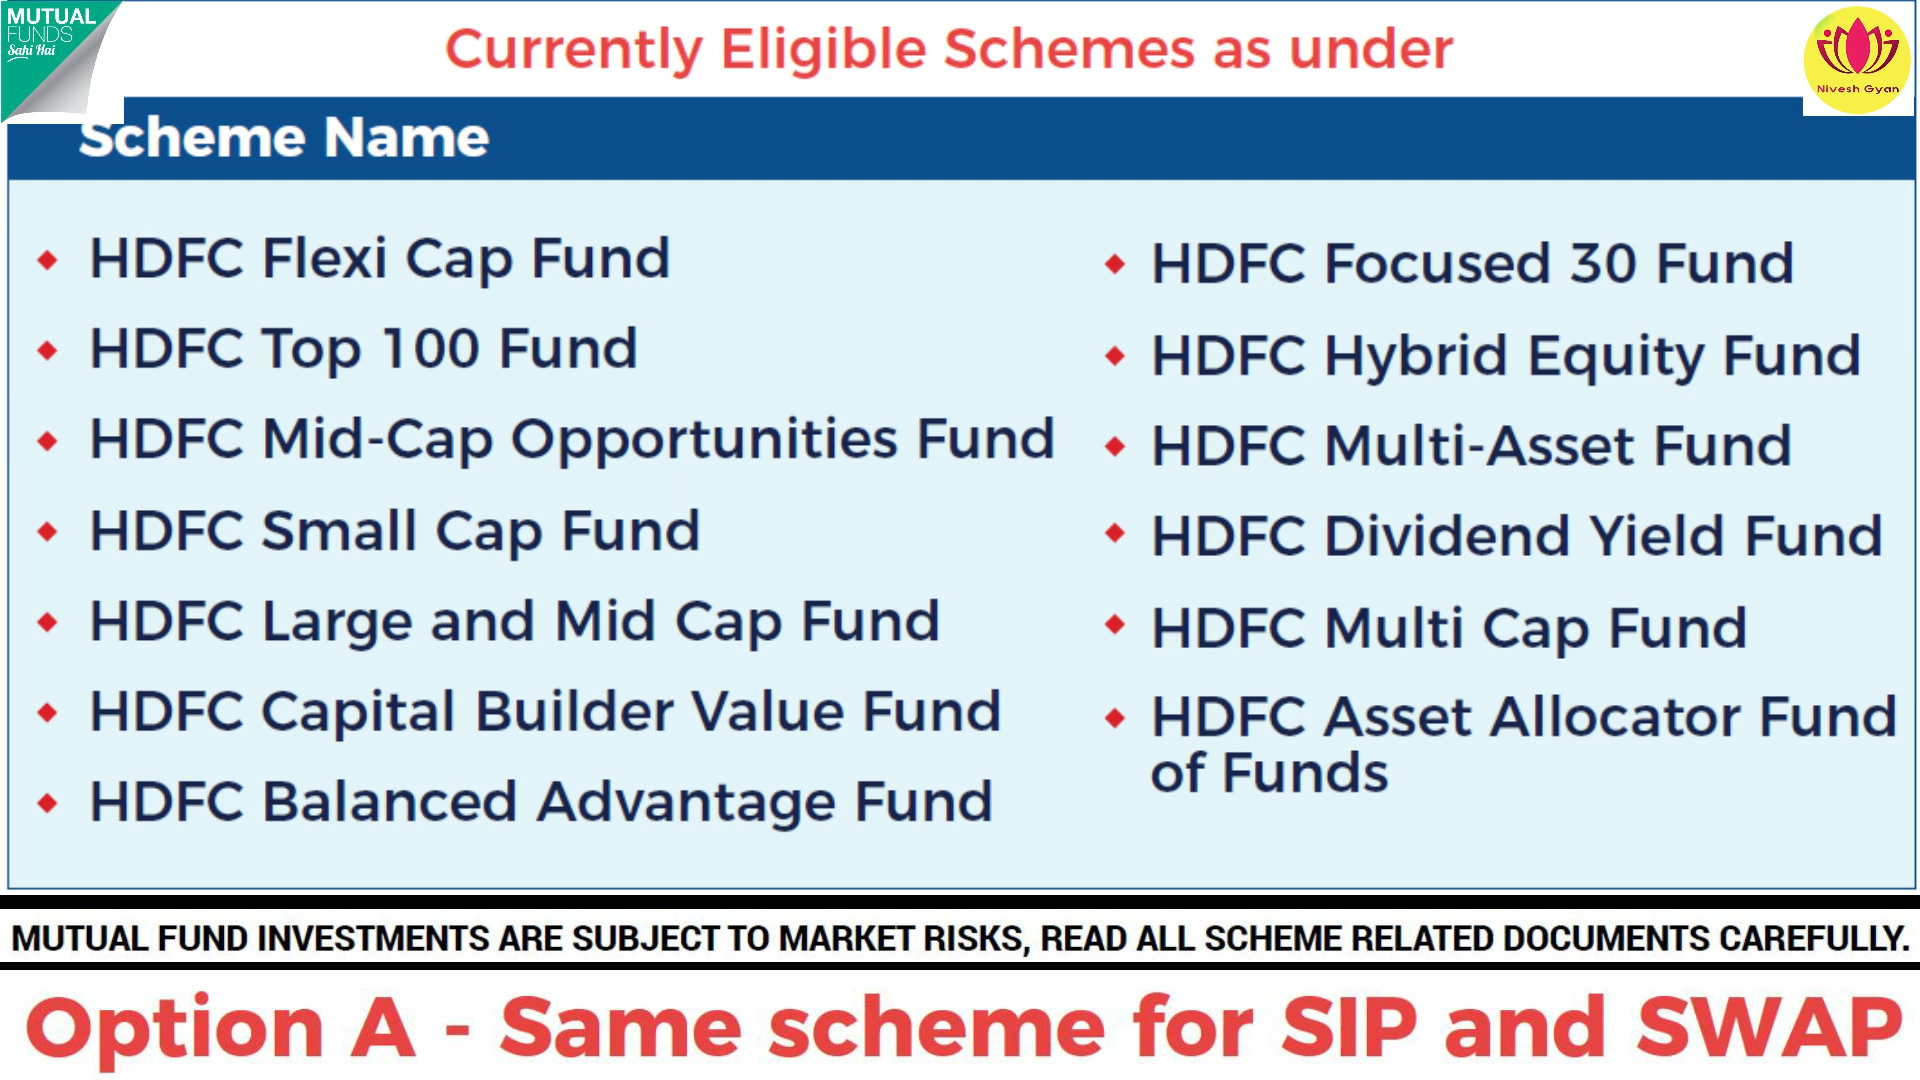 MUTUAL
FUNDS
Sahi Hai
Currently Eligible Schemes as under
Nivesh Gyan
Scheme Name
HDFC Flexi Cap Fund
HDFC Top 100 Fund
HDFC Mid-Cap Opportunities Fund
HDFC Small Cap Fund
HDFC Large and Mid Cap Fund
HDFC Capital Builder Value Fund
HDFC Balanced Advantage Fund
HDFC Focused 30 Fund
HDFC Hybrid Equity Fund
HDFC Multi-Asset Fund
HDFC Dividend Yield Fund
HDFC Multi Cap Fund
HDFC Asset Allocator Fund
of Funds
MUTUAL FUND INVESTMENTS ARE SUBJECT TO MARKET RISKS, READ ALL SCHEME RELATED DOCUMENTS CAREFULLY.
Option A - Same scheme for SIP and SWAP